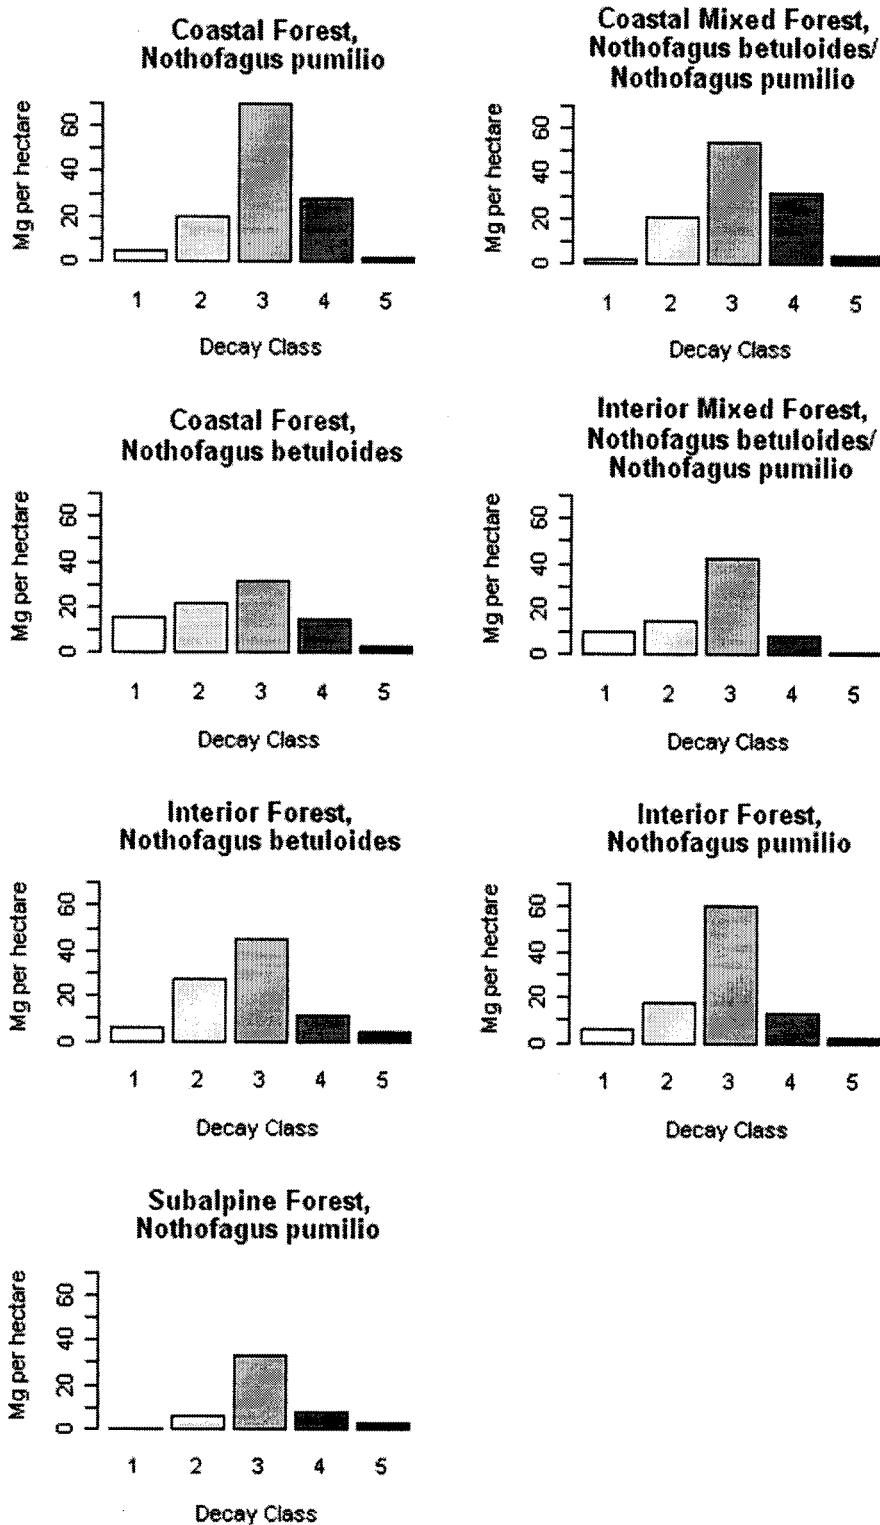 Coastal Forest,
Nothofagus pumilio
Mg per hectare
0 20 40 60
1 2 3 4 5
Decay Class
Coastal Mixed Forest,
Nothofagus betuloides/
Nothofagus pumilio
Mg per hectare
0 20 40 60
1 2 3 4 5
Decay Class
Coastal Forest,
Nothofagus betuloides
Mg per hectare
0 20 40 60
1 2 3 4 5
Decay Class
Interior Mixed Forest,
Nothofagus betuloides/
Nothofagus pumilio
Mg per hectare
0 20 40 60
1 2 3 4 5
Decay Class
Interior Forest,
Nothofagus betuloides
Mg per hectare
0 20 40 60
1 2 3 4 5
Decay Class
Interior Forest,
Nothofagus pumilio
Mg per hectare
0 20 40 60
1 2 3 4 5
Decay Class
Subalpine Forest,
Nothofagus pumilio
Mg per hectare
0 20 40 60
1 2 3 4 5
Decay Class